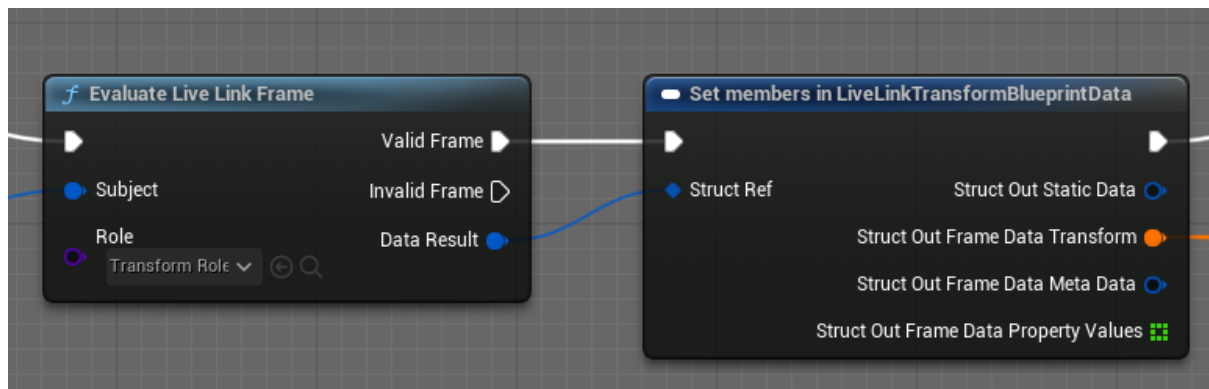 f Evaluate Live Link Frame
Valid Frame
Subject
Invalid Frame
Role
Transform Role
Data Result
Set members in LiveLinkTransformBlueprintData
Struct Ref
Struct Out Static Data
Struct Out Frame Data Transform
Struct Out Frame Data Meta Data
Struct Out Frame Data Property Values